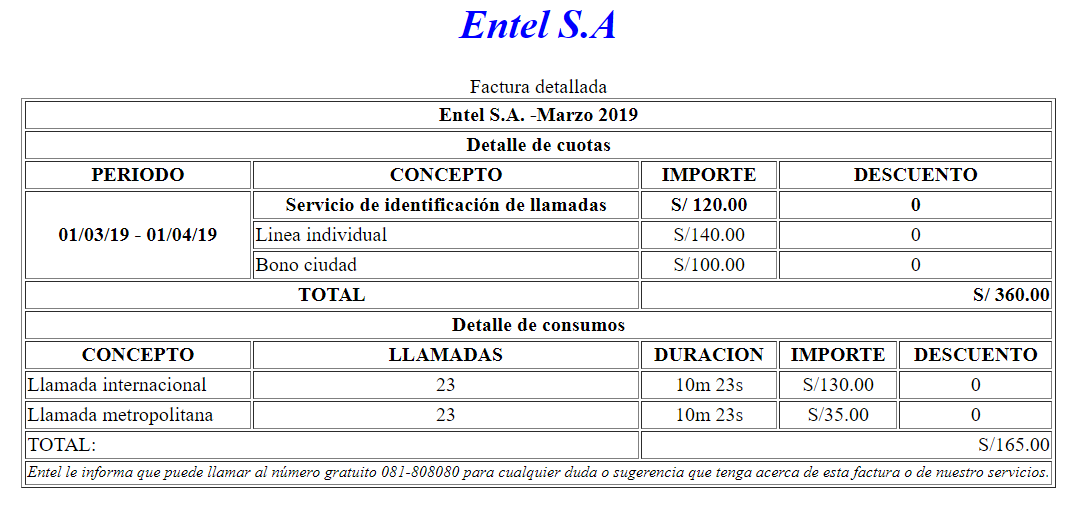 Entel S.A
Factura detallada
Entel S.A. -Marzo 2019
Detalle de cuotas
PERIODO CONCEPTO IMPORTE DESCUENTO
01/03/19 - 01/04/19 Servicio de identificación de llamadas S/ 120.00 0
Linea individual S/140.00 0
Bono ciudad S/100.00 0
TOTAL S/ 360.00
Detalle de consumos
CONCEPTO LLAMADAS DURACION IMPORTE DESCUENTO
Llamada internacional 23 10m 23s S/130.00 0
Llamada metropolitana 23 10m 23s S/35.00 0
TOTAL: S/165.00
Entel le informa que puede llamar al número gratuito 081-808080 para cualquier duda o sugerencia que tenga acerca de esta factura o de nuestro servicios.